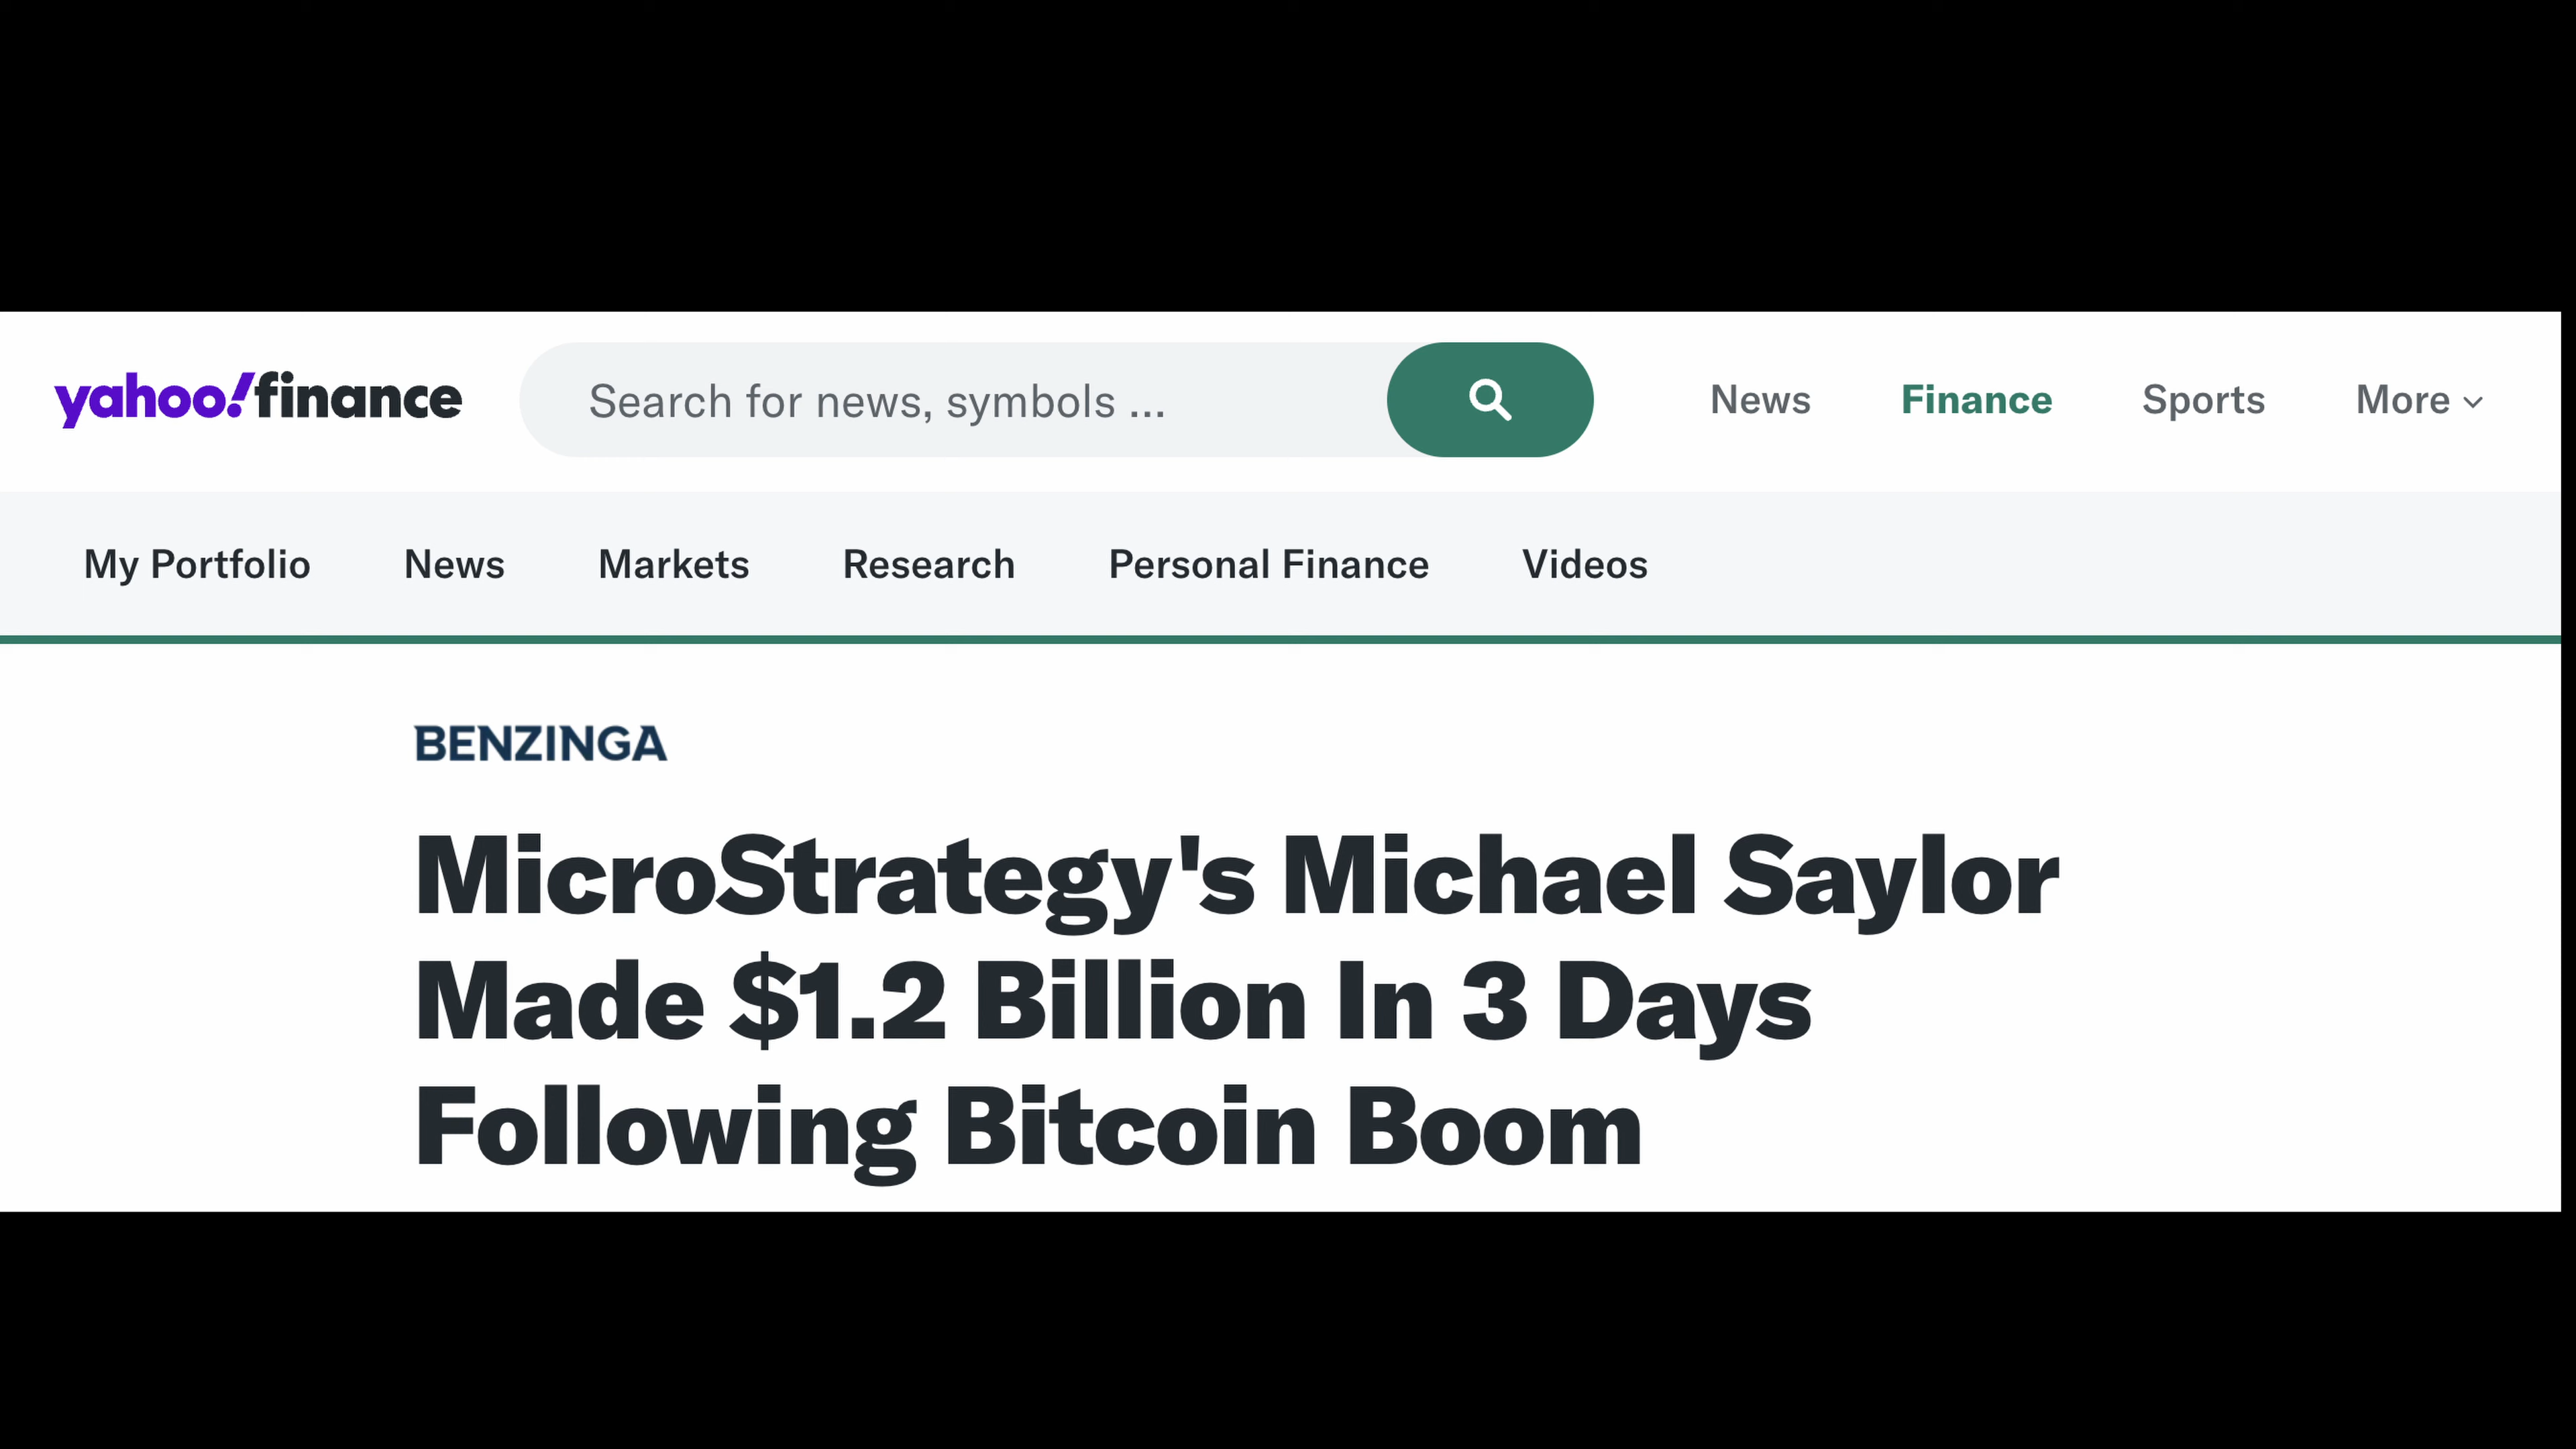 yahoo!finance Search for news, symbols ... News Finance Sports More
My Portfolio News Markets Research Personal Finance Videos
BENZINGA
MicroStrategy's Michael Saylor
Made $1.2 Billion In 3 Days
Following Bitcoin Boom